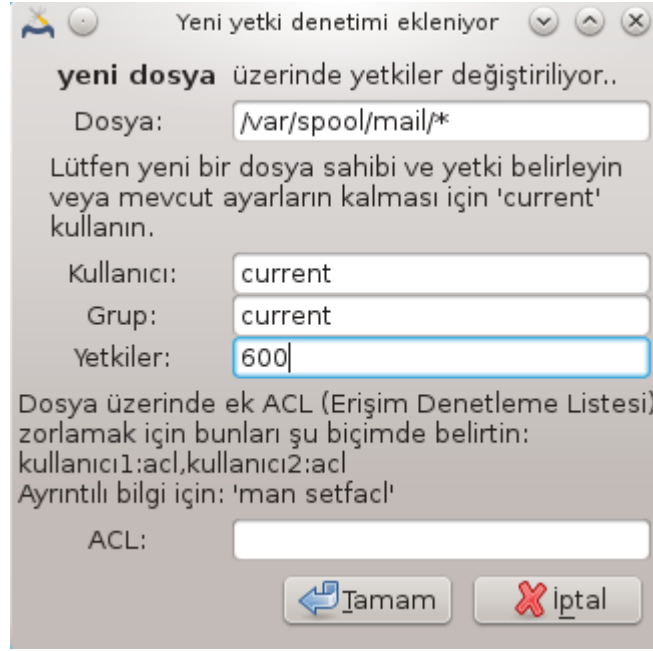 Yeni yetki denetimi ekleniyor
yeni dosya üzerinde yetkiler değiştiriliyor..
Dosya: /var/spool/mail/*
Lütfen yeni bir dosya sahibi ve yetki belirleyin
veya mevcut ayarların kalması için 'current'
kullanın.
Kullanıcı: current
Grup: current
Yetkiler: 600
Dosya üzerinde ek ACL (Erişim Denetleme Listesi)
zorlamak için bunları şu biçimde belirtin:
kullanıcı1:acl,kullanıcı2:acl
Ayrıntılı bilgi için: 'man setfacl'
ACL:
Tamam İptal